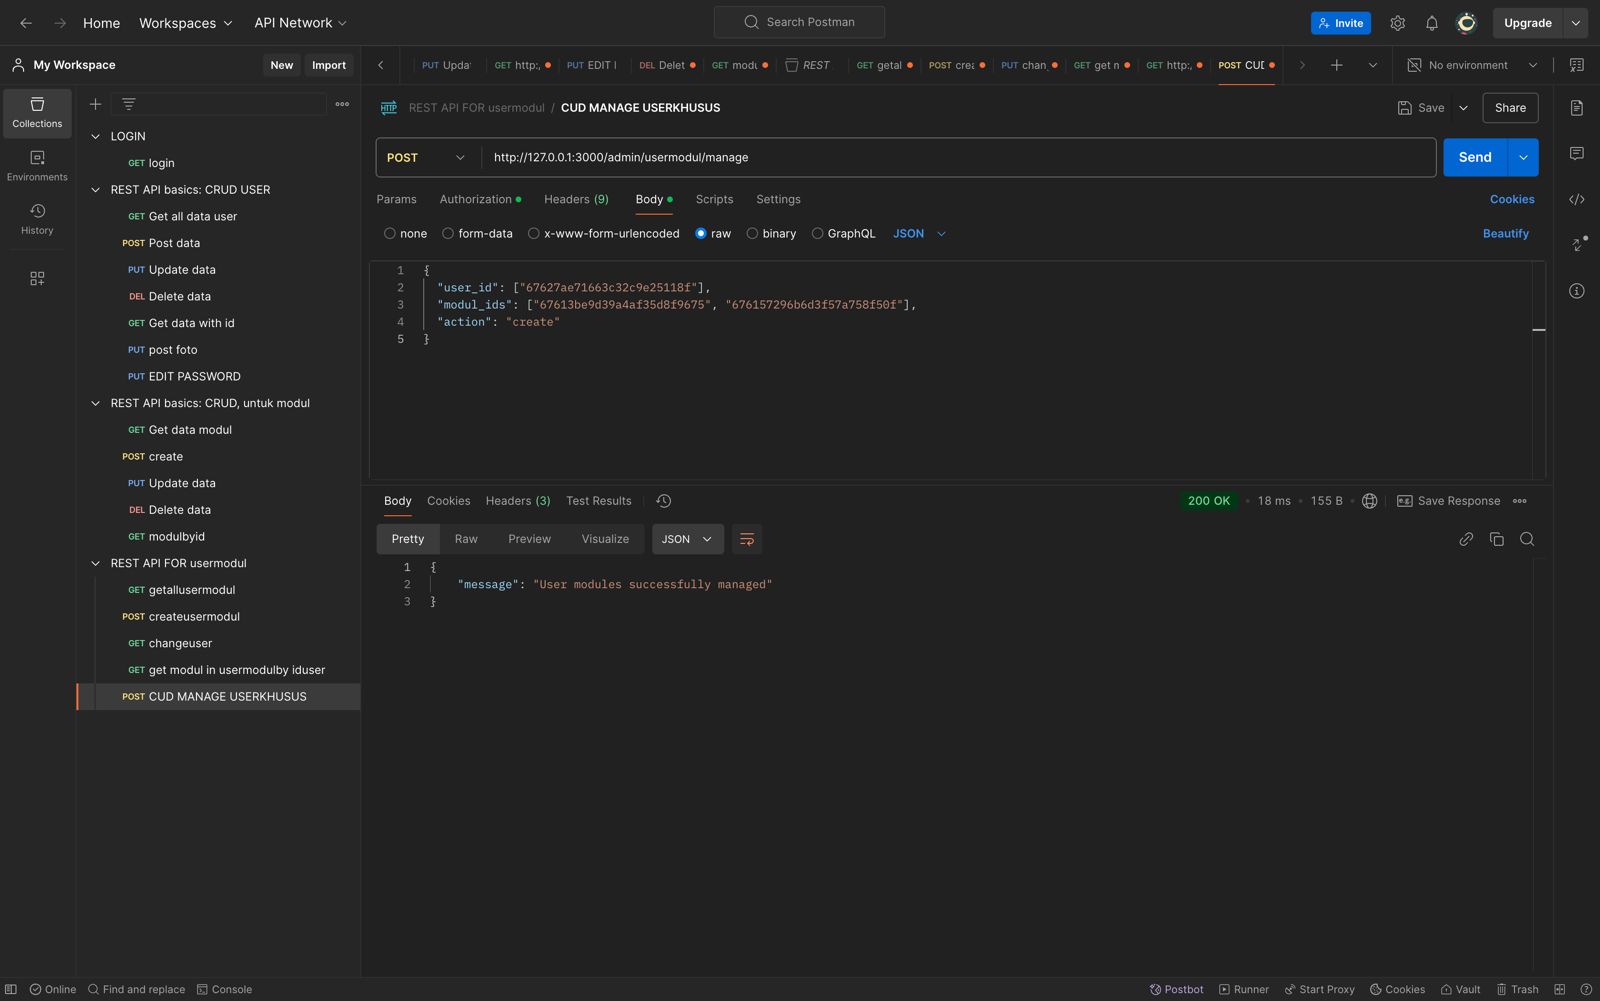 Home Workspaces API Network Search Postman Invite Upgrade
My Workspace New Import
PUT Upda GET http:, PUT EDIT DEL Delet GET modu REST GET getal POST crea PUT chan GET get n GET http:, POST CUD No environment
REST API FOR usermodul / CUD MANAGE USERKHUSUS Save Share
POST http://127.0.0.1:3000/admin/usermodul/manage Send
Params Authorization Headers (9) Body Scripts Settings Cookies
none form-data x-www-form-urlencoded raw binary GraphQL JSON Beautify
1 {
2 "user_id": ["67627ae71663c32c9e25118f"],
3 "modul_ids": ["67613be9d39a4af35d8f9675", "676157296b6d3f57a758f50f"],
4 "action": "create"
5 }
Body Cookies Headers (3) Test Results 200 OK 18 ms 155 B Save Response
Pretty Raw Preview Visualize JSON
1 {
2 "message": "User modules successfully managed"
3 }
Collections
Environments
History
LOGIN
GET login
REST API basics: CRUD USER
GET Get all data user
POST Post data
PUT Update data
DEL Delete data
GET Get data with id
PUT post foto
PUT EDIT PASSWORD
REST API basics: CRUD, untuk modul
GET Get data modul
POST create
PUT Update data
DEL Delete data
GET modulbyid
REST API FOR usermodul
GET getallusermodul
POST createusermodul
GET changeuser
GET get modul in usermodulby iduser
POST CUD MANAGE USERKHUSUS
Online Find and replace Console Postbot Runner Start Proxy Cookies Vault Trash